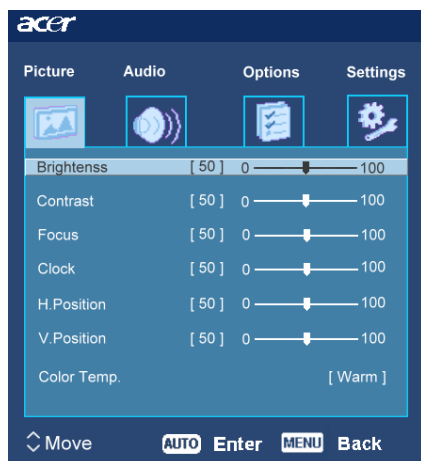 acer
Picture Audio Options Settings
Brightenss [ 50 ] 0 100
Contrast [ 50 ] 0 100
Focus [ 50 ] 0 100
Clock [ 50 ] 0 100
H.Position [ 50 ] 0 100
V.Position [ 50 ] 0 100
Color Temp. [ Warm ]
Move AUTO Enter MENU Back